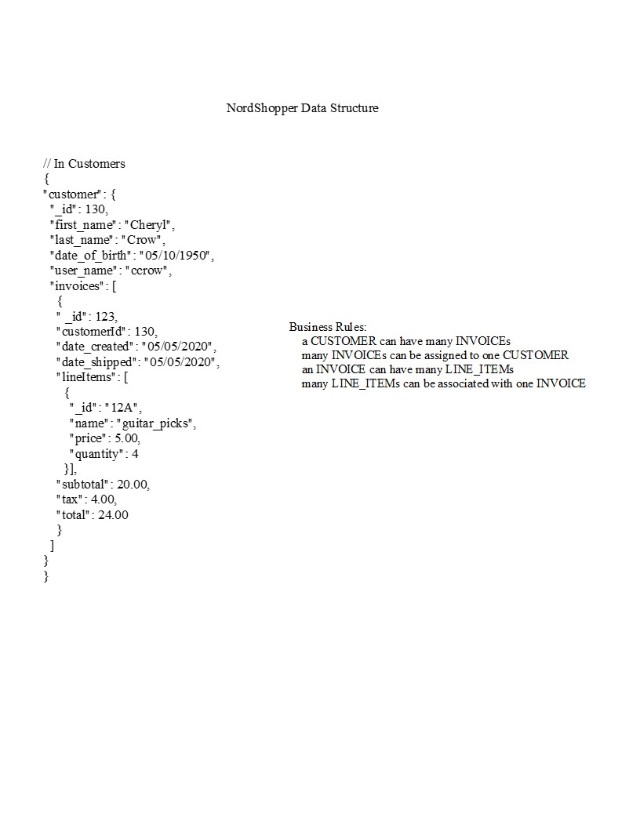 NordShopper Data Structure
// In Customers
{
"customer": {
"_id": 130,
"first_name": "Cheryl",
"last_name": "Crow",
"date_of_birth": "05/10/1950",
"user_name": "ccrow",
"invoices": [
{
" _id": 123,
"customerId": 130,
"date_created": "05/05/2020",
"date_shipped": "05/05/2020",
"lineItems": [
{
"_id": "12A",
"name": "guitar_picks",
"price": 5.00,
"quantity": 4
}],
"subtotal": 20.00,
"tax": 4.00,
"total": 24.00
}
]
}
}
Business Rules:
a CUSTOMER can have many INVOICEs
many INVOICEs can be assigned to one CUSTOMER
an INVOICE can have many LINE_ITEMs
many LINE_ITEMs can be associated with one INVOICE